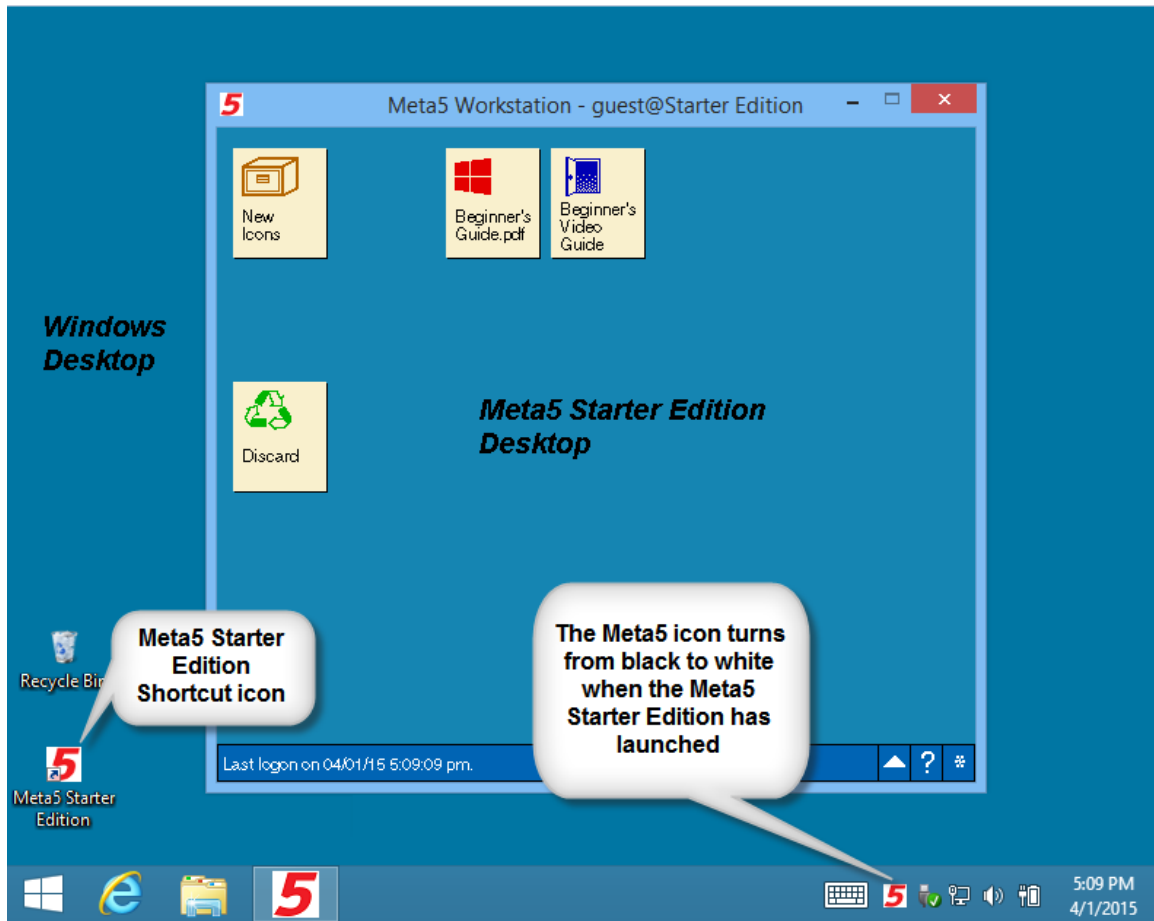 5
Meta5 Workstation - guest@Starter Edition
New
Icons
Beginner's
Guide.pdf
Beginner's
Video
Guide
Windows
Desktop
Discard
Meta5 Starter Edition
Desktop
Recycle Bin
Meta5 Starter
Edition
Shortcut icon
The Meta5 icon turns
from black to white
when the Meta5
Starter Edition has
launched
Last logon on 04/01/15 5:09:09 pm.
? *
5
Meta5 Starter
Edition
5
5
5:09 PM
4/1/2015